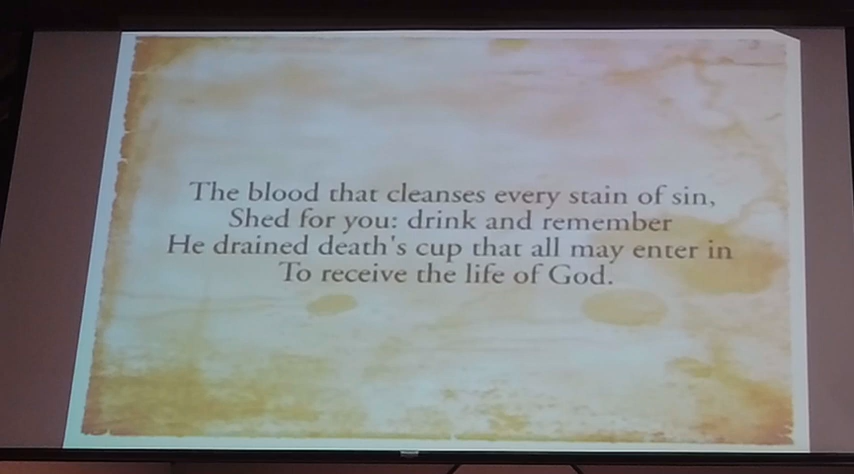 The blood that cleanses every stain of sin,
Shed for you: drink and remember
He drained death's cup that all may enter in
To receive the life of God.